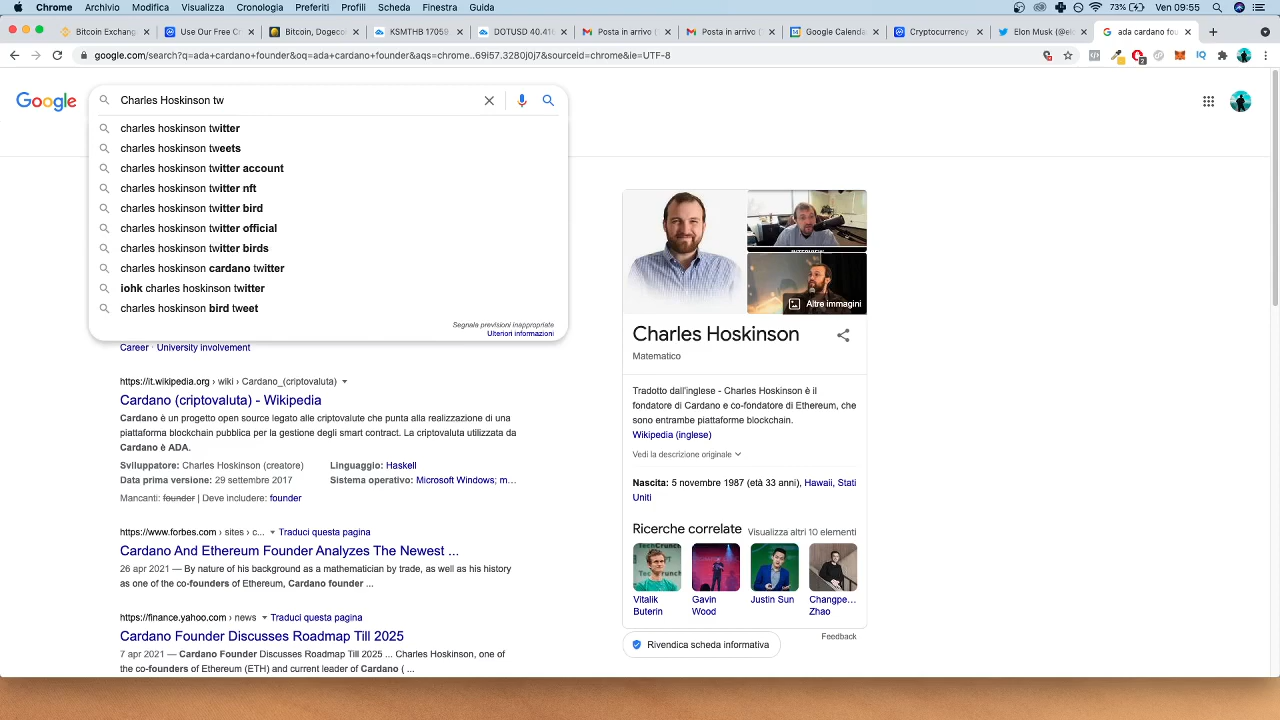 Chrome Archivio Modifica Visualizza Cronologia Preferiti Profili Scheda Finestra Guida 73% Ven 09:55
Bitcoin Exchang Use Our Free Cr Bitcoin, Dogeco KSMTHB 17050 DOTUSD 40.41 Posta in arrivo ( Posta in arrivo ( Google Calende Cryptocurrency Elon Musk (@elo ada cardano fou
google.com/search?q=ada+cardano+founder&oq=ada+cardano+founder&aqs=chrome..69i57.3280j0j7&sourceid=chrome&ie=UTF-8
Google
Charles Hoskinson tw
charles hoskinson twitter
charles hoskinson tweets
charles hoskinson twitter account
charles hoskinson twitter nft
charles hoskinson twitter bird
charles hoskinson twitter official
charles hoskinson twitter birds
charles hoskinson cardano twitter
iohk charles hoskinson twitter
charles hoskinson bird tweet
Segnala previsioni inappropriate
Ulteriori informazioni
Career · University involvement
https://it.wikipedia.org › wiki › Cardano_(criptovaluta)
Cardano (criptovaluta) - Wikipedia
Cardano è un progetto open source legato alle criptovalute che punta alla realizzazione di una
piattaforma blockchain pubblica per la gestione degli smart contract. La criptovaluta utilizzata da
Cardano è ADA.
Sviluppatore: Charles Hoskinson (creatore) Linguaggio: Haskell
Data prima versione: 29 settembre 2017 Sistema operativo: Microsoft Windows; m...
Mancanti: founder | Deve includere: founder
https://www.forbes.com › sites › c... Traduci questa pagina
Cardano And Ethereum Founder Analyzes The Newest ...
26 apr 2021 — By nature of his background as a mathematician by trade, as well as his history
as one of the co-founders of Ethereum, Cardano founder ...
https://finance.yahoo.com › news Traduci questa pagina
Cardano Founder Discusses Roadmap Till 2025
7 apr 2021 — Cardano Founder Discusses Roadmap Till 2025 ... Charles Hoskinson, one of
the co-founders of Ethereum (ETH) and current leader of Cardano ( ...
INTERVIEW
Altre immagini
Charles Hoskinson
Matematico
Tradotto dall'inglese - Charles Hoskinson è il
fondatore di Cardano e co-fondatore di Ethereum, che
sono entrambe piattaforme blockchain.
Wikipedia (inglese)
Vedi la descrizione originale
Nascita: 5 novembre 1987 (età 33 anni), Hawaii, Stati
Uniti
Ricerche correlate Visualizza altri 10 elementi
Vitalik Gavin Justin Sun Changpe...
Buterin Wood Zhao
Feedback
Rivendica scheda informativa